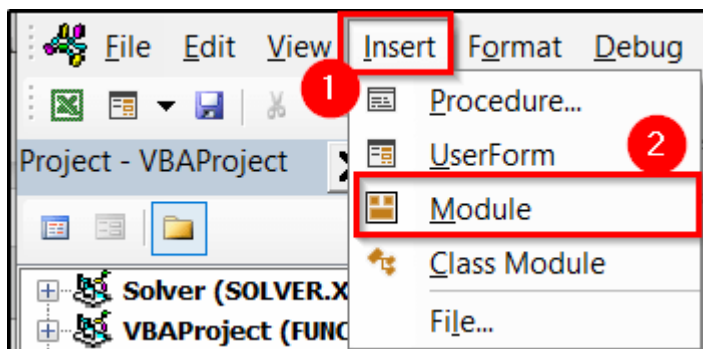 File Edit View Insert Format Debug
1
Procedure...
Project - VBAProject
UserForm
2
Module
Class Module
Solver (SOLVER.X
VBAProject (FUNC
File...